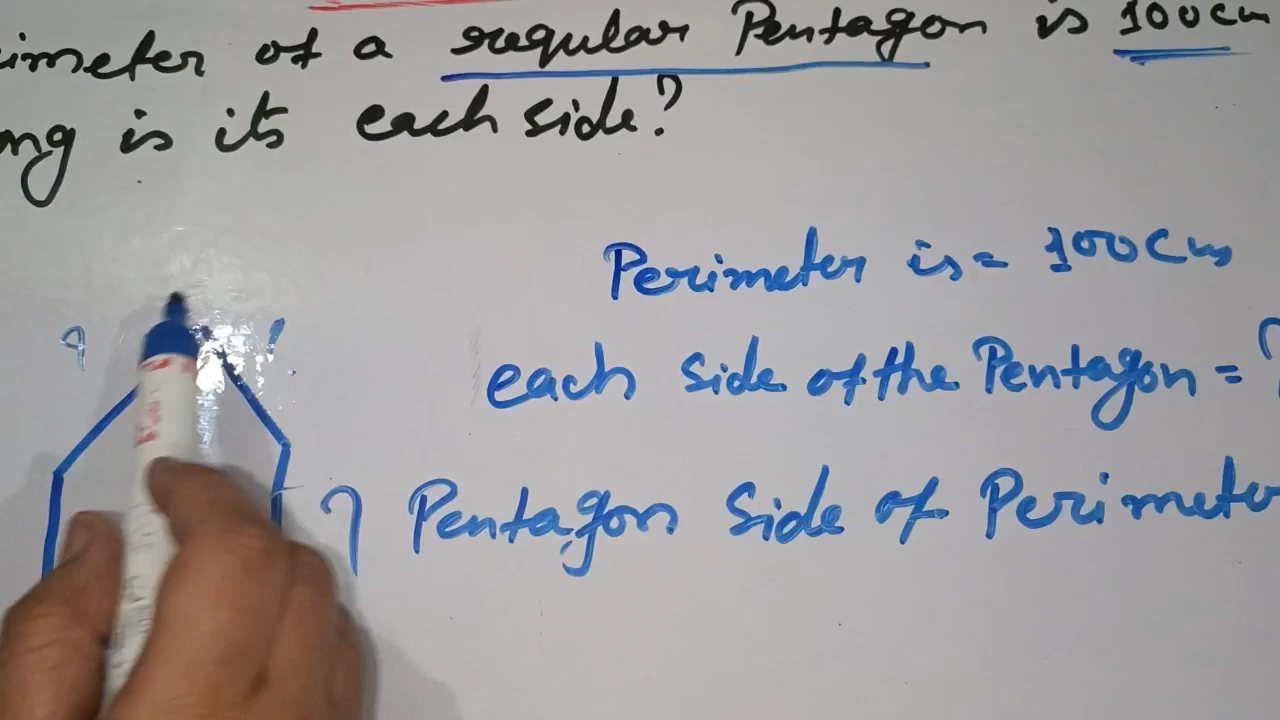 imeter of a regular Pentagon is 100cm
ng is its each side?
Perimeter is = 100cm
each side of the Pentagon = ?
? Pentagon side of Perimeter